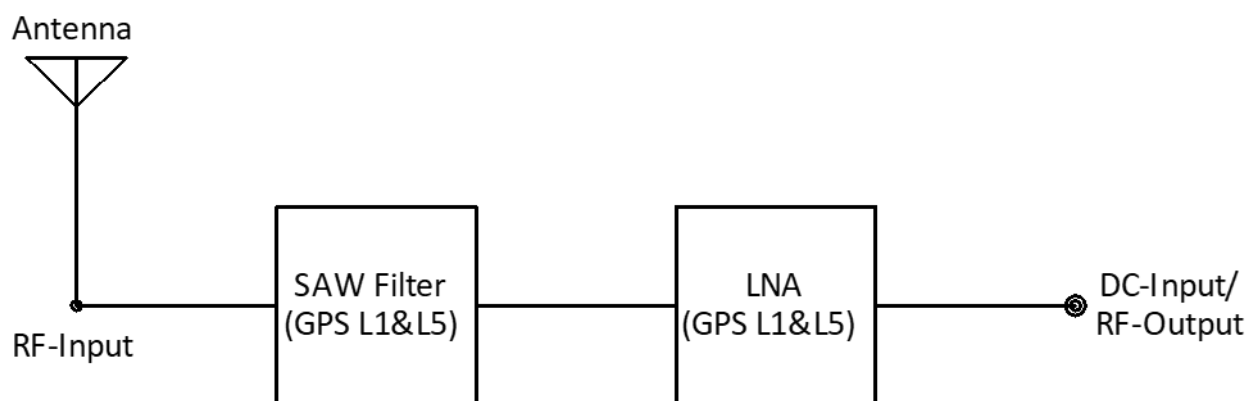 Antenna
SAW Filter
(GPS L1&L5)
LNA
(GPS L1&L5)
DC-Input/
RF-Output
RF-Input